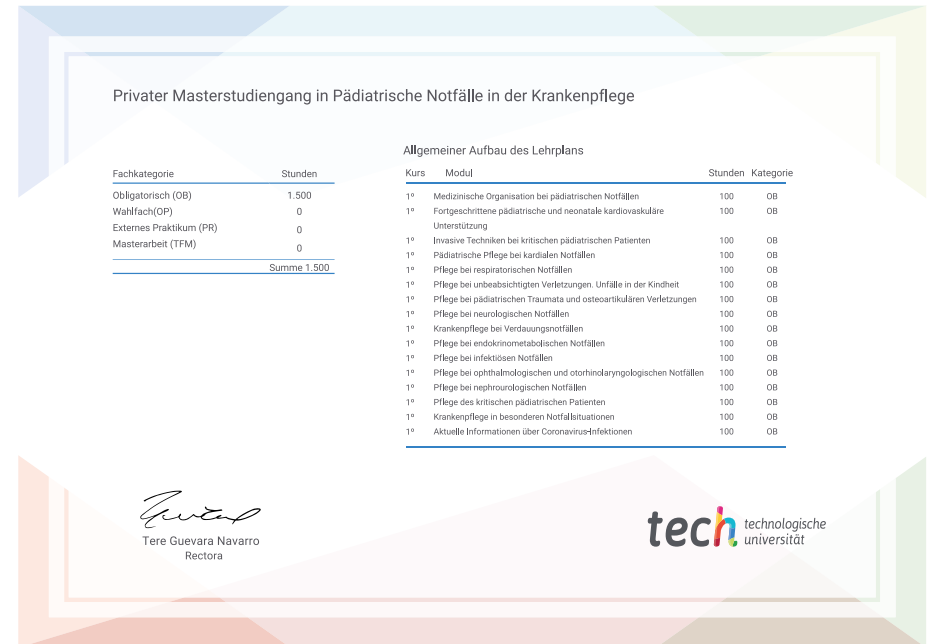 Privater Masterstudiengang in Pädiatrische Notfälle in der Krankenpflege
Fachkategorie Stunden
Obligatorisch (OB) 1.500
Wahlfach(OP) 0
Externes Praktikum (PR) 0
Masterarbeit (TFM) 0
Summe 1.500
Allgemeiner Aufbau des Lehrplans
Kurs Modul Stunden Kategorie
1º Medizinische Organisation bei pädiatrischen Notfällen 100 OB
1º Fortgeschrittene pädiatrische und neonatale kardiovaskuläre 100 OB
Unterstützung
1º Invasive Techniken bei kritischen pädiatrischen Patienten 100 OB
1º Pädiatrische Pflege bei kardialen Notfällen 100 OB
1º Pflege bei respiratorischen Notfällen 100 OB
1º Pflege bei unbeabsichtigten Verletzungen. Unfälle in der Kindheit 100 OB
1º Pflege bei pädiatrischen Traumata und osteoartikulären Verletzungen 100 OB
1º Pflege bei neurologischen Notfällen 100 OB
1º Krankenpflege bei Verdauungsnotfällen 100 OB
1º Pflege bei endokrinometabolischen Notfällen 100 OB
1º Pflege bei infektiösen Notfällen 100 OB
1º Pflege bei ophthalmologischen und otorhinolaryngologischen Notfällen 100 OB
1º Pflege bei nephrourologischen Notfällen 100 OB
1º Pflege des kritischen pädiatrischen Patienten 100 OB
1º Krankenpflege in besonderen Notfallsituationen 100 OB
1º Aktuelle Informationen über Coronavirus-Infektionen 100 OB
Tere Guevara Navarro
Rectora
tech technologische
universität